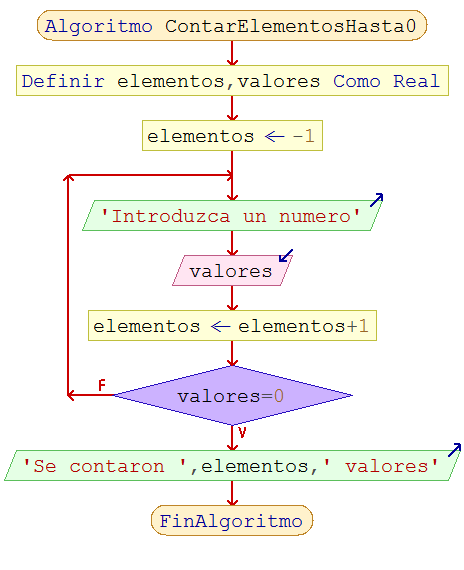 Algoritmo ContarElementosHasta0
Definir elementos,valores Como Real
elementos ← -1
'Introduzca un numero'
valores
elementos ← elementos+1
F
valores=0
V
'Se contaron ',elementos,' valores'
FinAlgoritmo